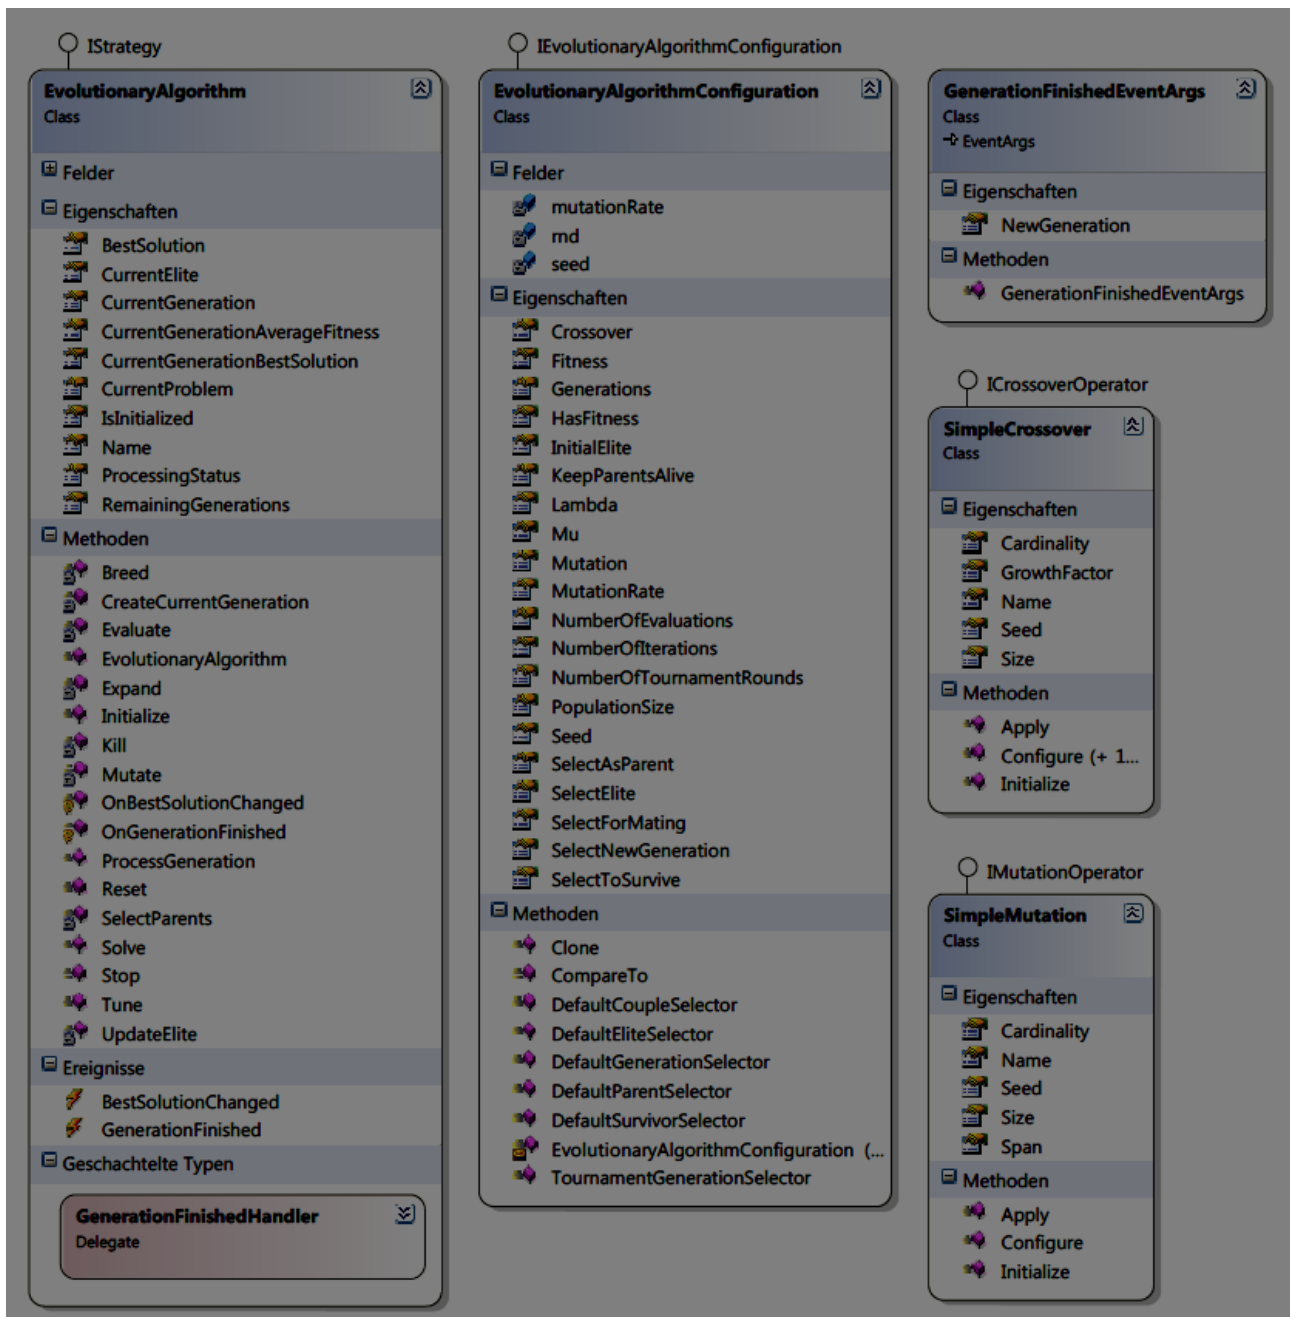 IStrategy
EvolutionaryAlgorithm
Class
Felder
Eigenschaften
BestSolution
CurrentElite
CurrentGeneration
CurrentGenerationAverageFitness
CurrentGenerationBestSolution
CurrentProblem
IsInitialized
Name
ProcessingStatus
RemainingGenerations
Methoden
Breed
CreateCurrentGeneration
Evaluate
EvolutionaryAlgorithm
Expand
Initialize
Kill
Mutate
OnBestSolutionChanged
OnGenerationFinished
ProcessGeneration
Reset
SelectParents
Solve
Stop
Tune
UpdateElite
Ereignisse
BestSolutionChanged
GenerationFinished
Geschachtelte Typen
GenerationFinishedHandler
Delegate
IEvolutionaryAlgorithmConfiguration
EvolutionaryAlgorithmConfiguration
Class
Felder
mutationRate
rnd
seed
Eigenschaften
Crossover
Fitness
Generations
HasFitness
InitialElite
KeepParentsAlive
Lambda
Mu
Mutation
MutationRate
NumberOfEvaluations
NumberOfIterations
NumberOfTournamentRounds
PopulationSize
Seed
SelectAsParent
SelectElite
SelectForMating
SelectNewGeneration
SelectToSurvive
Methoden
Clone
CompareTo
DefaultCoupleSelector
DefaultEliteSelector
DefaultGenerationSelector
DefaultParentSelector
DefaultSurvivorSelector
EvolutionaryAlgorithmConfiguration (...
TournamentGenerationSelector
GenerationFinishedEventArgs
Class
EventArgs
Eigenschaften
NewGeneration
Methoden
GenerationFinishedEventArgs
ICrossoverOperator
SimpleCrossover
Class
Eigenschaften
Cardinality
GrowthFactor
Name
Seed
Size
Methoden
Apply
Configure (+ 1...
Initialize
IMutationOperator
SimpleMutation
Class
Eigenschaften
Cardinality
Name
Seed
Size
Span
Methoden
Apply
Configure
Initialize